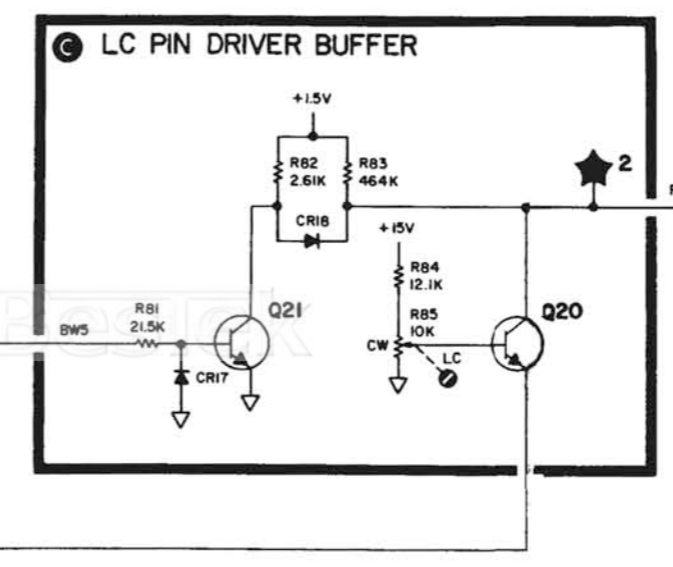 C LC PIN DRIVER BUFFER
+1.5V
R82
2.61K
R83
464K
2
CR18
+15V
R84
12.1K
R81
21.5K
Q21
R85
10K
Q20
BW5
CW
LC
CR17
Bestek